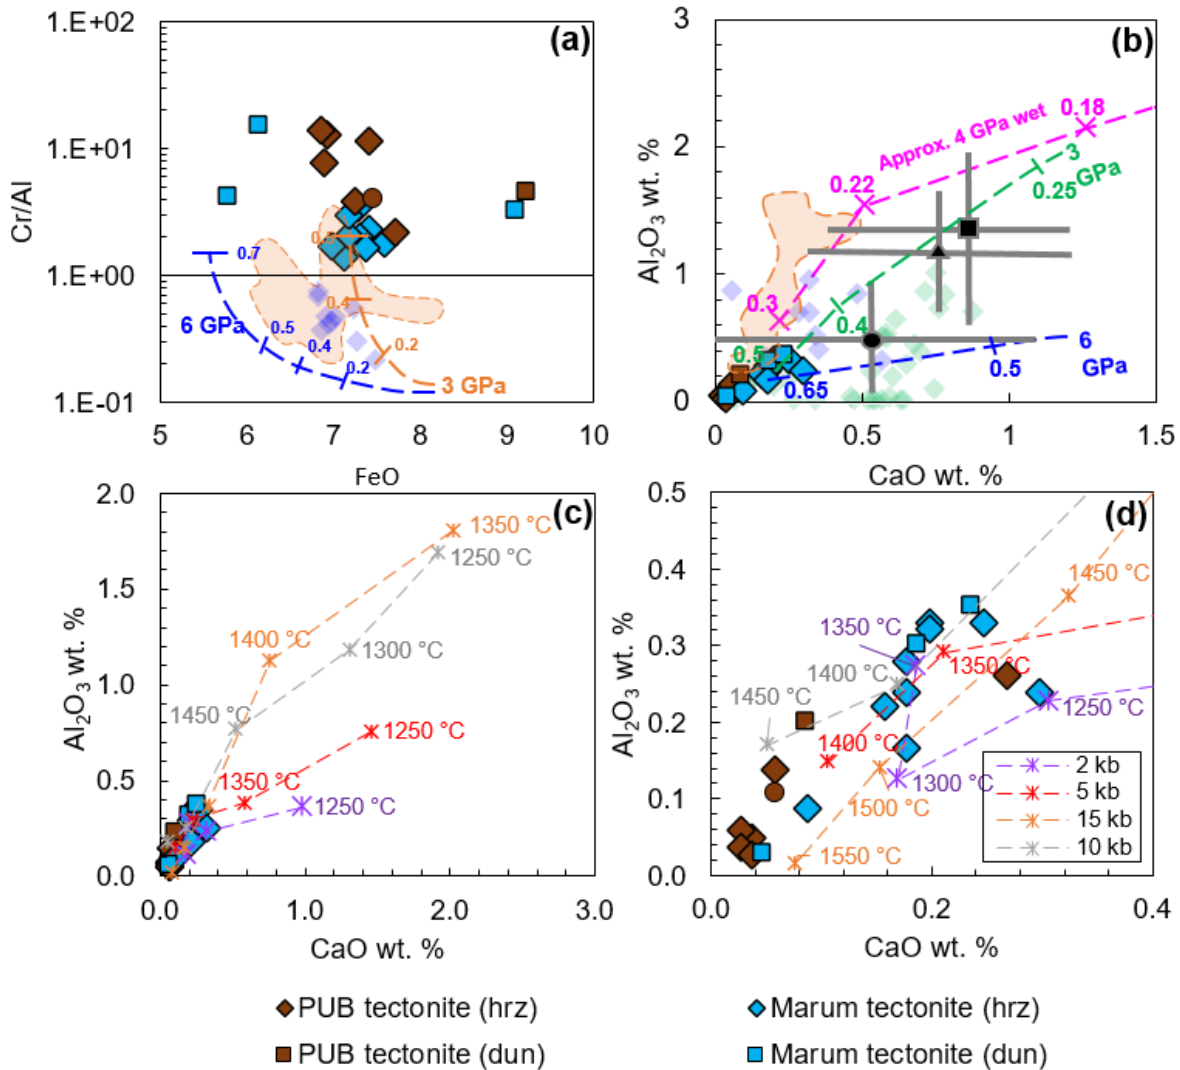 (a)
1.E+02
1.E+01
1.E+00
1.E-01
Cr/Al
0.7
6 GPa
0.5
0.4
0.2
0.5
0.4
0.2
3 GPa
5 6 7 8 9 10
FeO
(b)
3
2
1
0
Al2O3 wt. %
Approx. 4 GPa wet
0.18
0.22
0.3
3
GPa
0.25
0.4
0.5
6
GPa
0.5
0.65
0 0.5 1 1.5
CaO wt. %
(c)
2.0
1.5
1.0
0.5
0.0
Al2O3 wt. %
1350 °C
1250 °C
1400 °C
1300 °C
1450 °C
1250 °C
1350 °C
1250 °C
0.0 1.0 2.0 3.0
CaO wt. %
(d)
0.5
0.4
0.3
0.2
0.1
0.0
Al2O3 wt. %
1450 °C
1350 °C
1400 °C
1350 °C
1450 °C
1250 °C
1400 °C
1300 °C
1500 °C
1550 °C
2 kb
5 kb
15 kb
10 kb
0.0 0.2 0.4
CaO wt. %
PUB tectonite (hrz)
Marum tectonite (hrz)
PUB tectonite (dun)
Marum tectonite (dun)